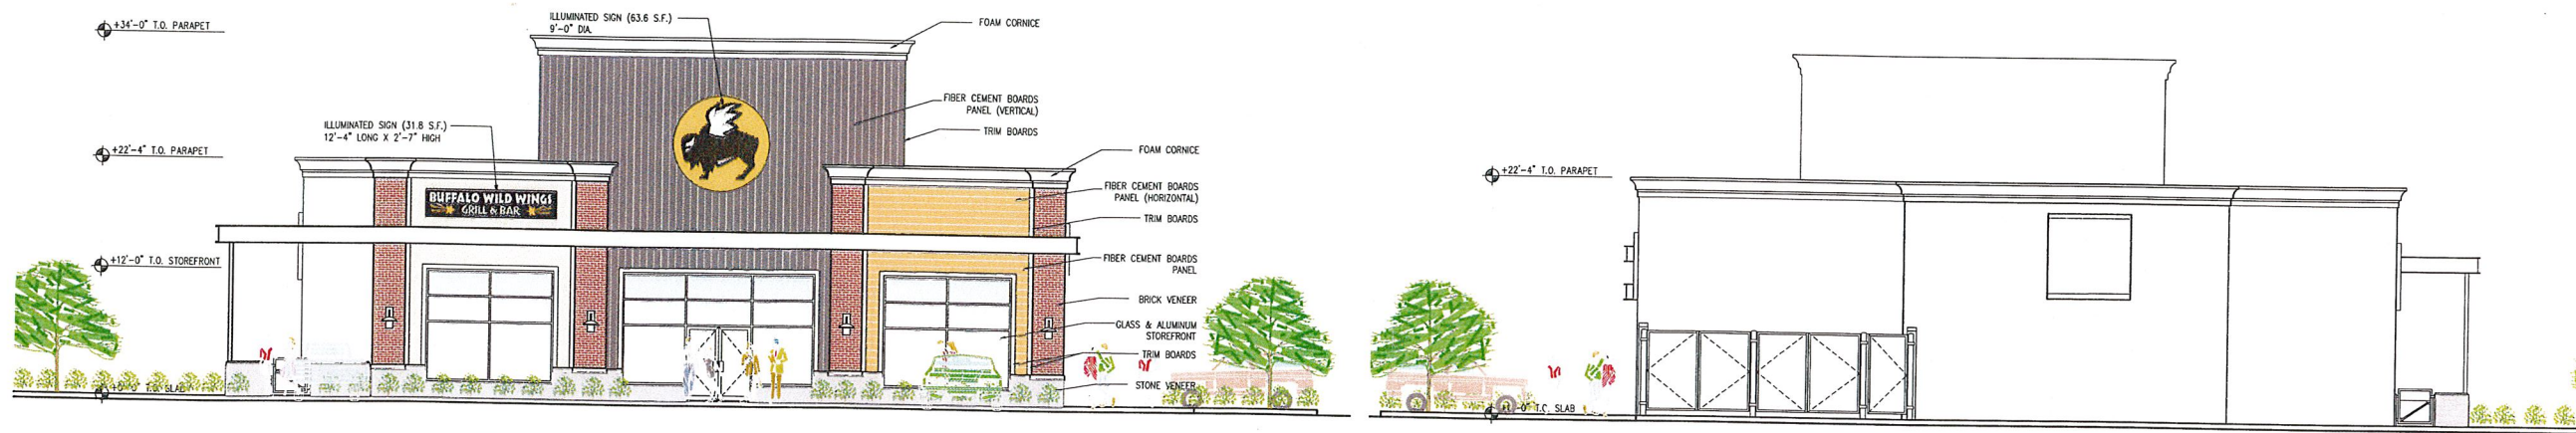 +34'-0" T.O. PARAPET
ILLUMINATED SIGN (63.6 S.F.)
9'-0" DIA.
FOAM CORNICE
FIBER CEMENT BOARDS
PANEL (VERTICAL)
TRIM BOARDS
ILLUMINATED SIGN (31.8 S.F.)
12'-4" LONG X 2'-7" HIGH
+22'-4" T.O. PARAPET
FOAM CORNICE
FIBER CEMENT BOARDS
PANEL (HORIZONTAL)
BUFFALO WILD WINGS
GRILL & BAR
TRIM BOARDS
+12'-0" T.O. STOREFRONT
FIBER CEMENT BOARDS
PANEL
BRICK VENEER
GLASS & ALUMINUM
STOREFRONT
TRIM BOARDS
STONE VENEER
T.O. SLAB
+22'-4" T.O. PARAPET
SLAB